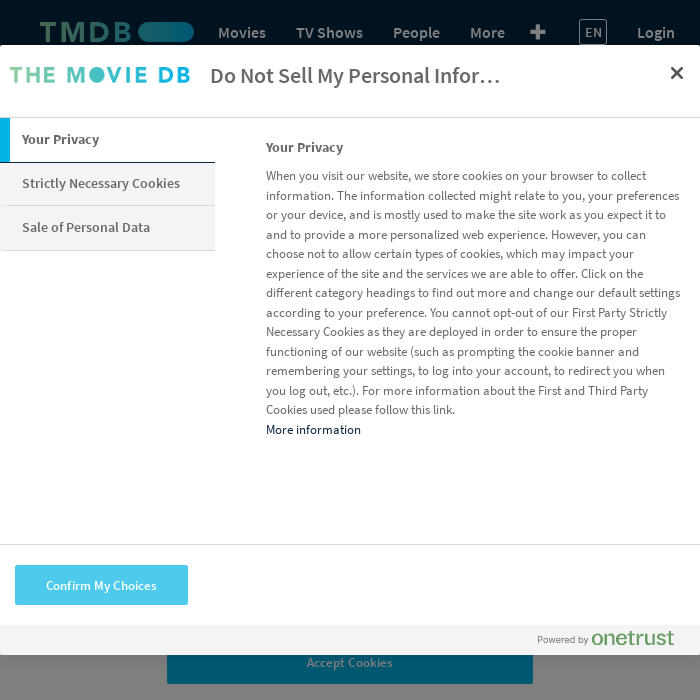 TMDB
Movies TV Shows People More + EN Login
THE MOVIE DB
Do Not Sell My Personal Infor…
Your Privacy
Strictly Necessary Cookies
Sale of Personal Data
Your Privacy
When you visit our website, we store cookies on your browser to collect
information. The information collected might relate to you, your preferences
or your device, and is mostly used to make the site work as you expect it to
and to provide a more personalized web experience. However, you can
choose not to allow certain types of cookies, which may impact your
experience of the site and the services we are able to offer. Click on the
different category headings to find out more and change our default settings
according to your preference. You cannot opt-out of our First Party Strictly
Necessary Cookies as they are deployed in order to ensure the proper
functioning of our website (such as prompting the cookie banner and
remembering your settings, to log into your account, to redirect you when
you log out, etc.). For more information about the First and Third Party
Cookies used please follow this link.
More information
Confirm My Choices
Powered by onetrust
Accept Cookies